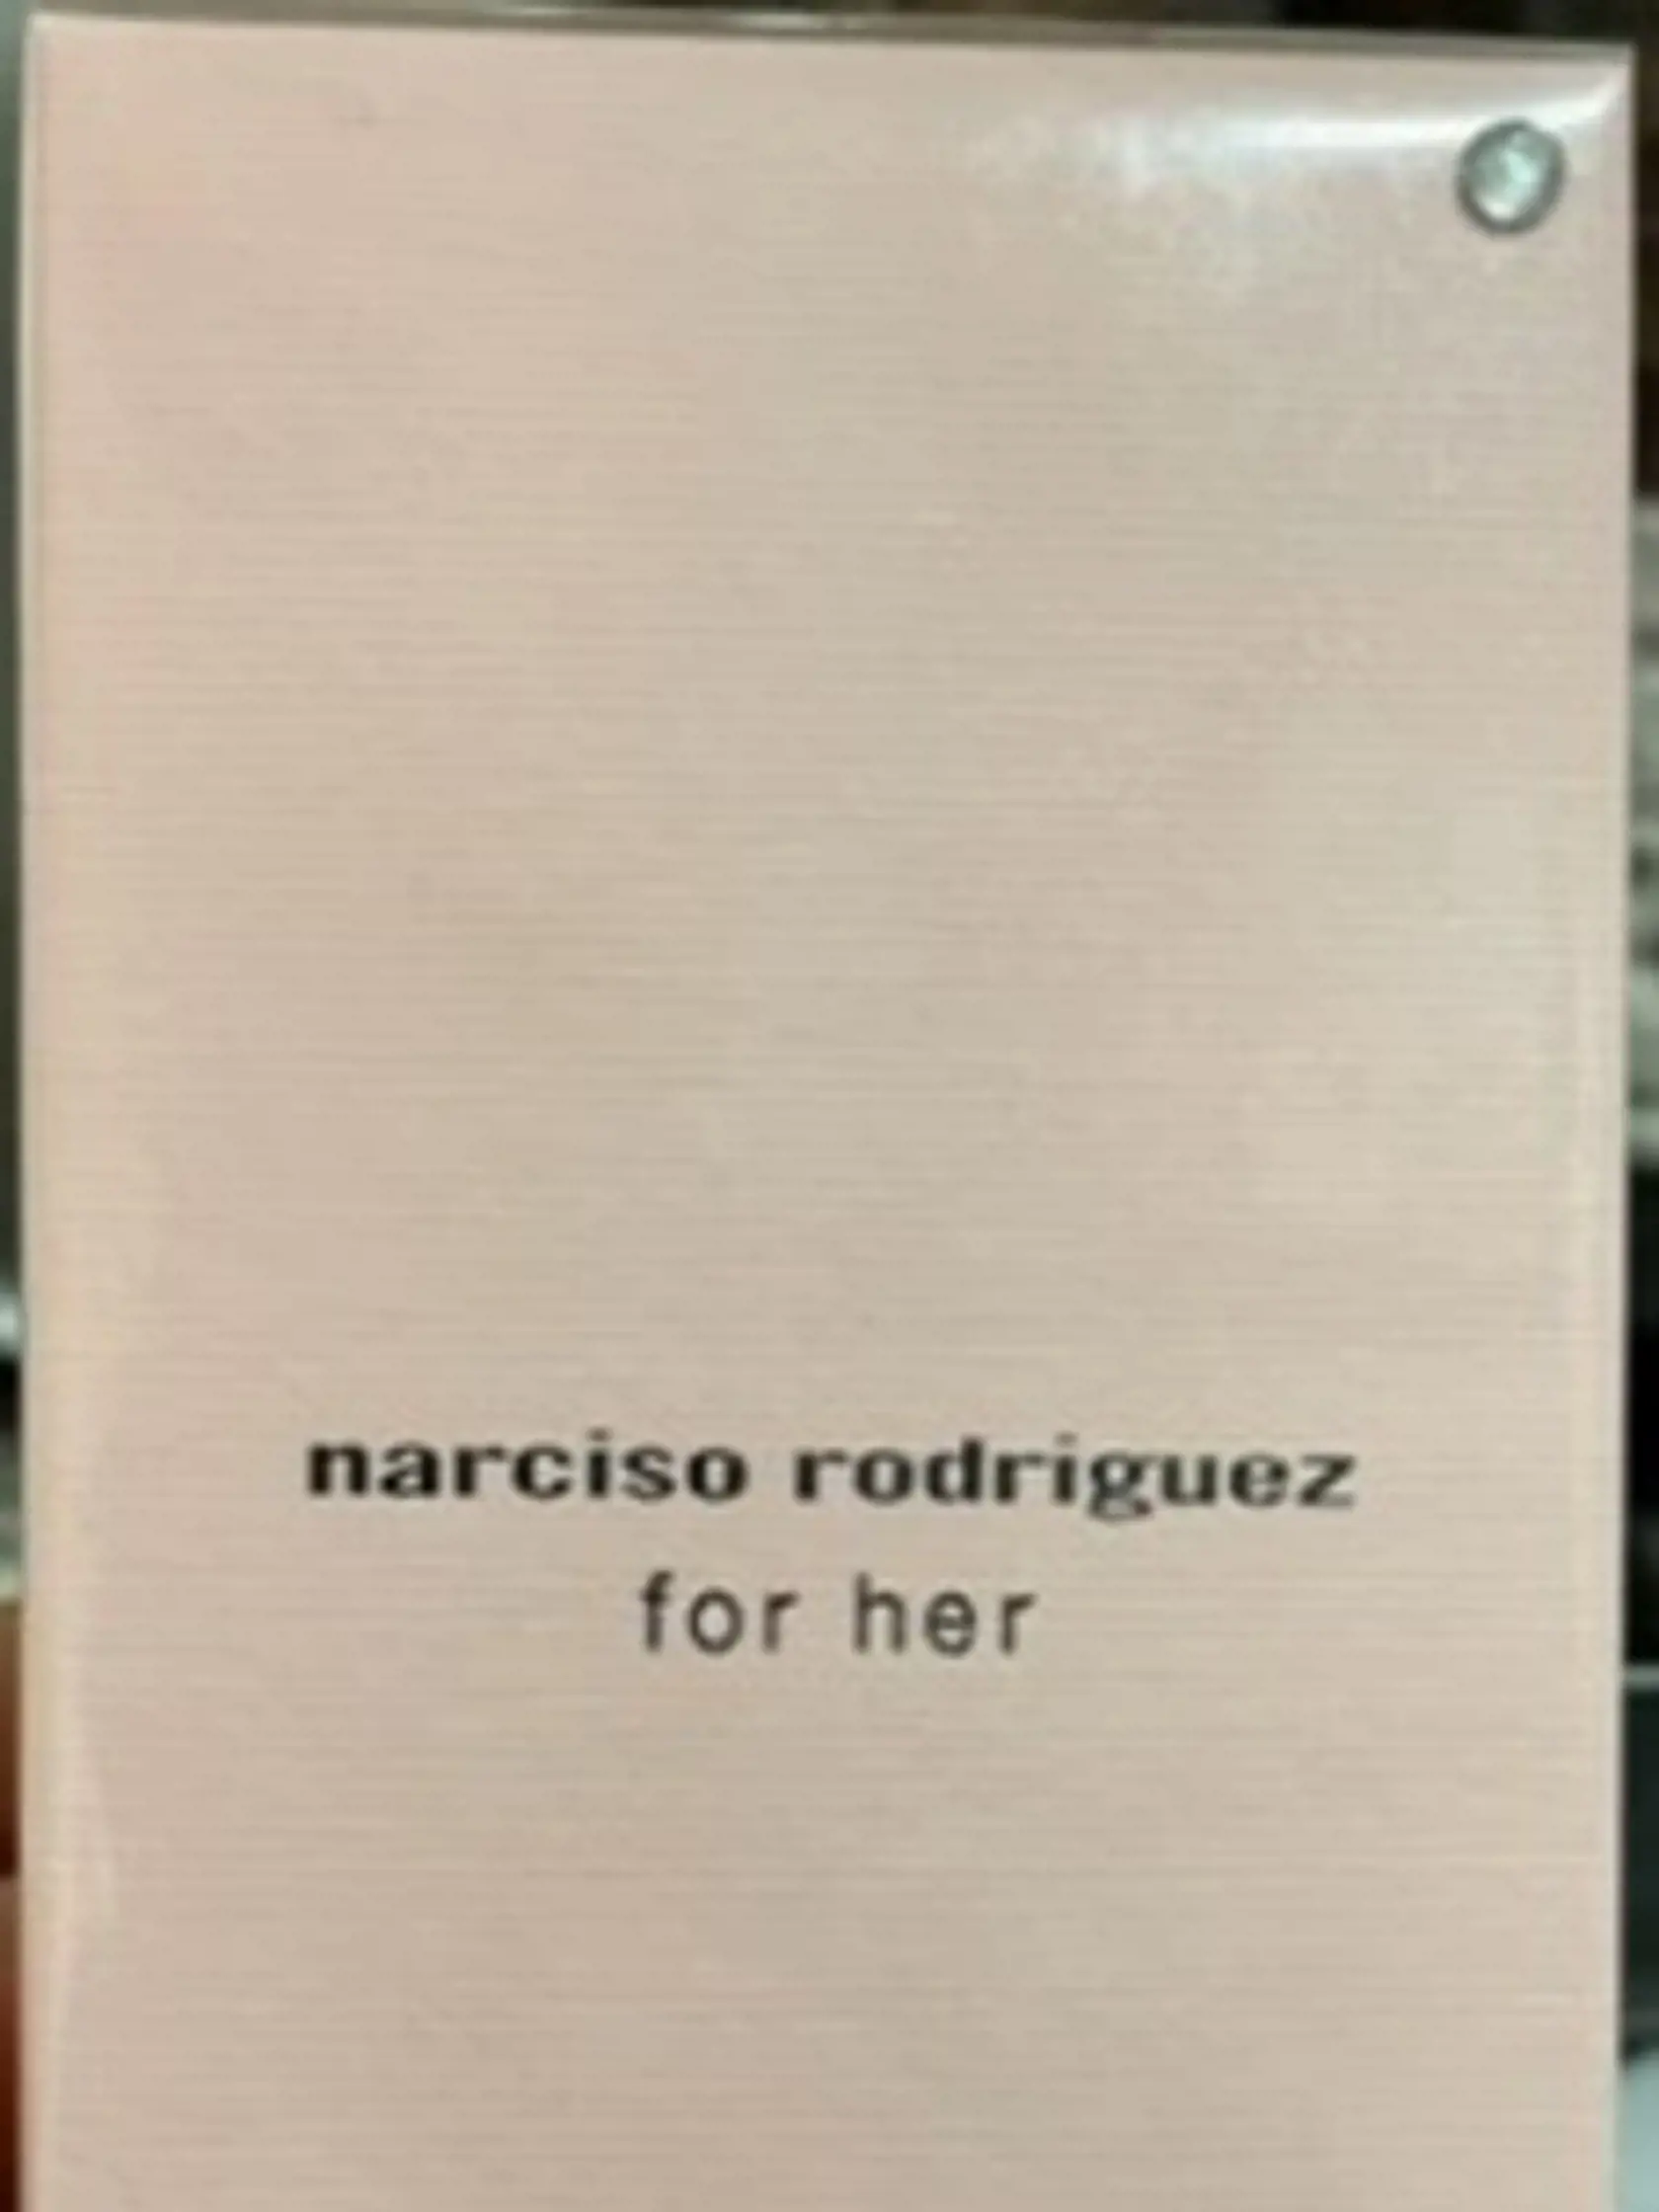 narciso rodriguez
for her